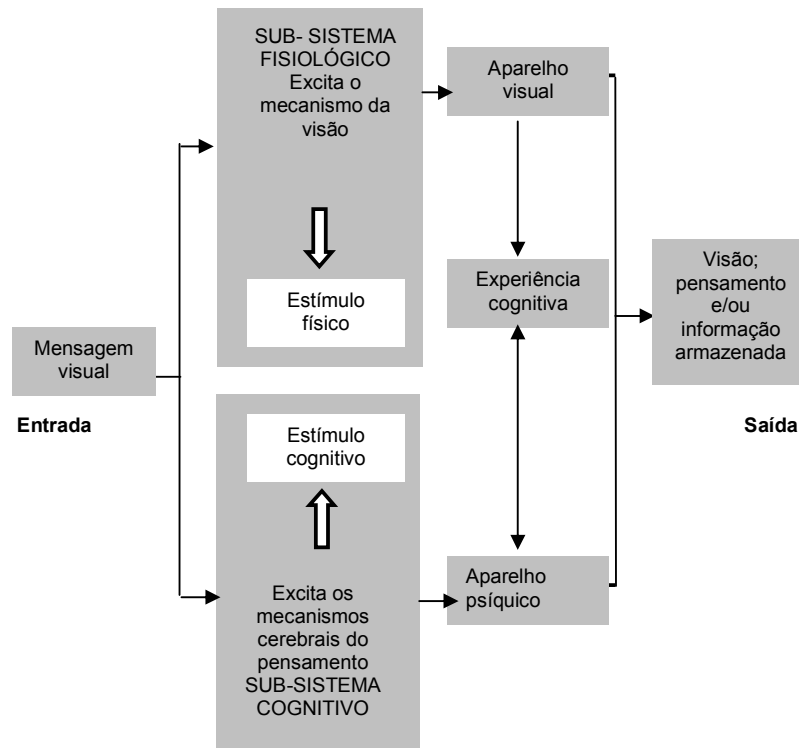 SUB- SISTEMA
FISIOLÓGICO
Excita o
mecanismo da
visão
Estímulo
físico
Aparelho
visual
Experiência
cognitiva
Visão;
pensamento
e/ou
informação
armazenada
Mensagem
visual
Entrada
Saída
Estímulo
cognitivo
Excita os
mecanismos
cerebrais do
pensamento
SUB-SISTEMA
COGNITIVO
Aparelho
psíquico